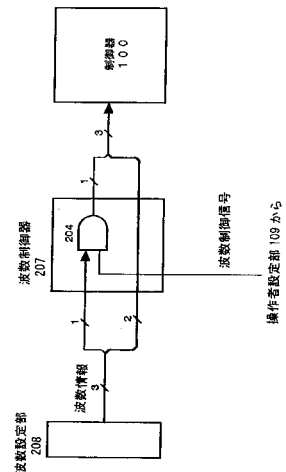 制御器
100
3
1
204
波数制御器
207
波数制御信号
操作者設定部 109 から
1
2
波数情報
3
波数設定部
208